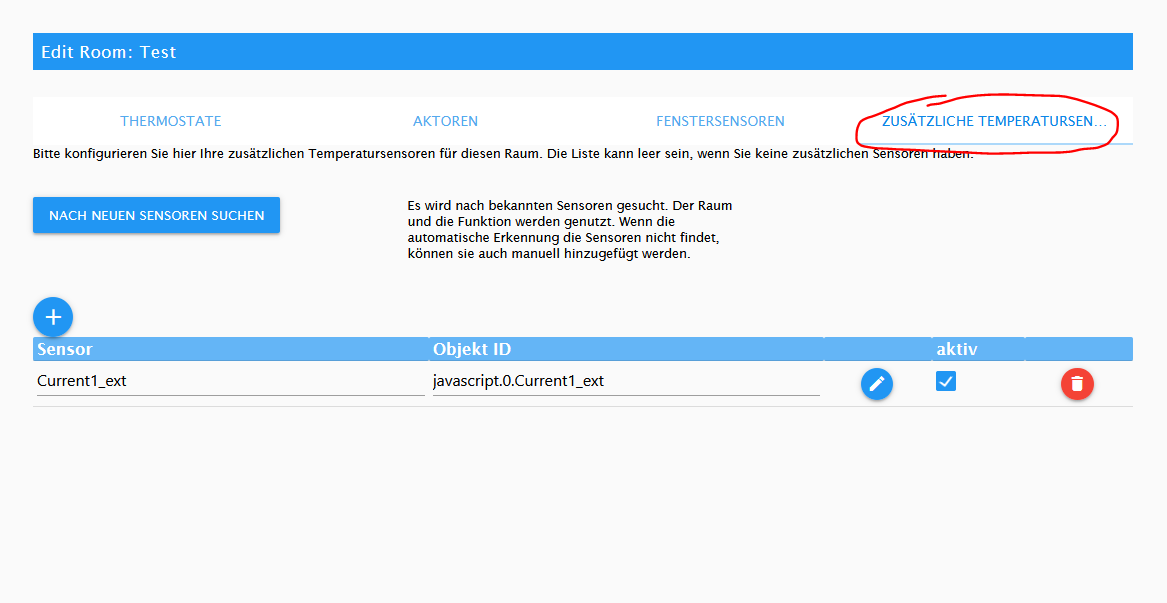 Edit Room: Test
THERMOSTATE AKTOREN FENSTERSENSOREN ZUSÄTZLICHE TEMPERATURSEN...
Bitte konfigurieren Sie hier Ihre zusätzlichen Temperatursensoren für diesen Raum. Die Liste kann leer sein, wenn Sie keine zusätzlichen Sensoren haben.
NACH NEUEN SENSOREN SUCHEN
Es wird nach bekannten Sensoren gesucht. Der Raum
und die Funktion werden genutzt. Wenn die
automatische Erkennung die Sensoren nicht findet,
können sie auch manuell hinzugefügt werden.
+
Sensor Objekt ID aktiv
Current1_ext javascript.0.Current1_ext